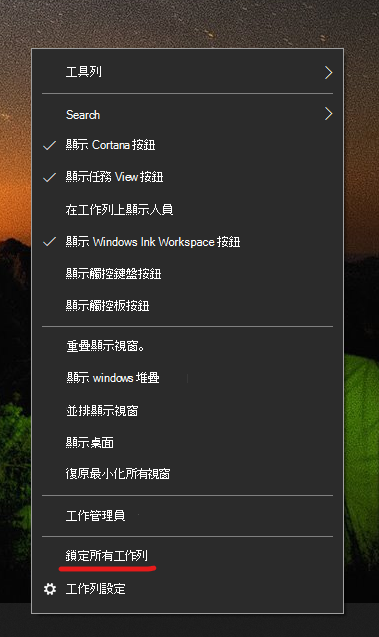 工具列
Search
顯示 Cortana 按鈕
顯示任務 View 按鈕
在工作列上顯示人員
顯示 Windows Ink Workspace 按鈕
顯示觸控鍵盤按鈕
顯示觸控板按鈕
重疊顯示視窗。
顯示 windows 堆疊
並排顯示視窗
顯示桌面
復原最小化所有視窗
工作管理員
鎖定所有工作列
工作列設定